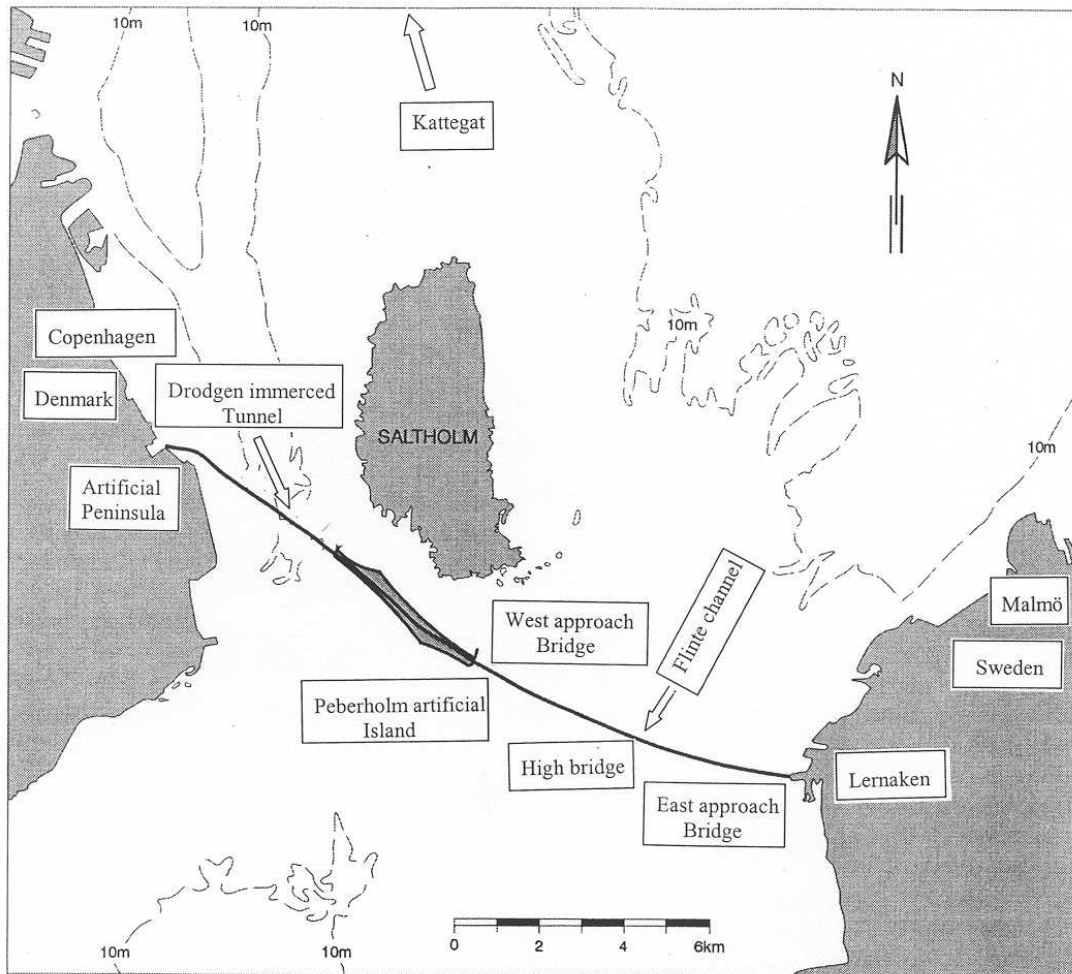 10m
10m
Kattegat
N
Copenhagen
Denmark
Drodgen immerced
Tunnel
10m
SALTHOLM
10m
Artificial
Peninsula
Flinte channel
Malmö
Sweden
West approach
Bridge
Peberholm artificial
Island
High bridge
Lernaken
East approach
Bridge
0
2
4
6km
10m
10m